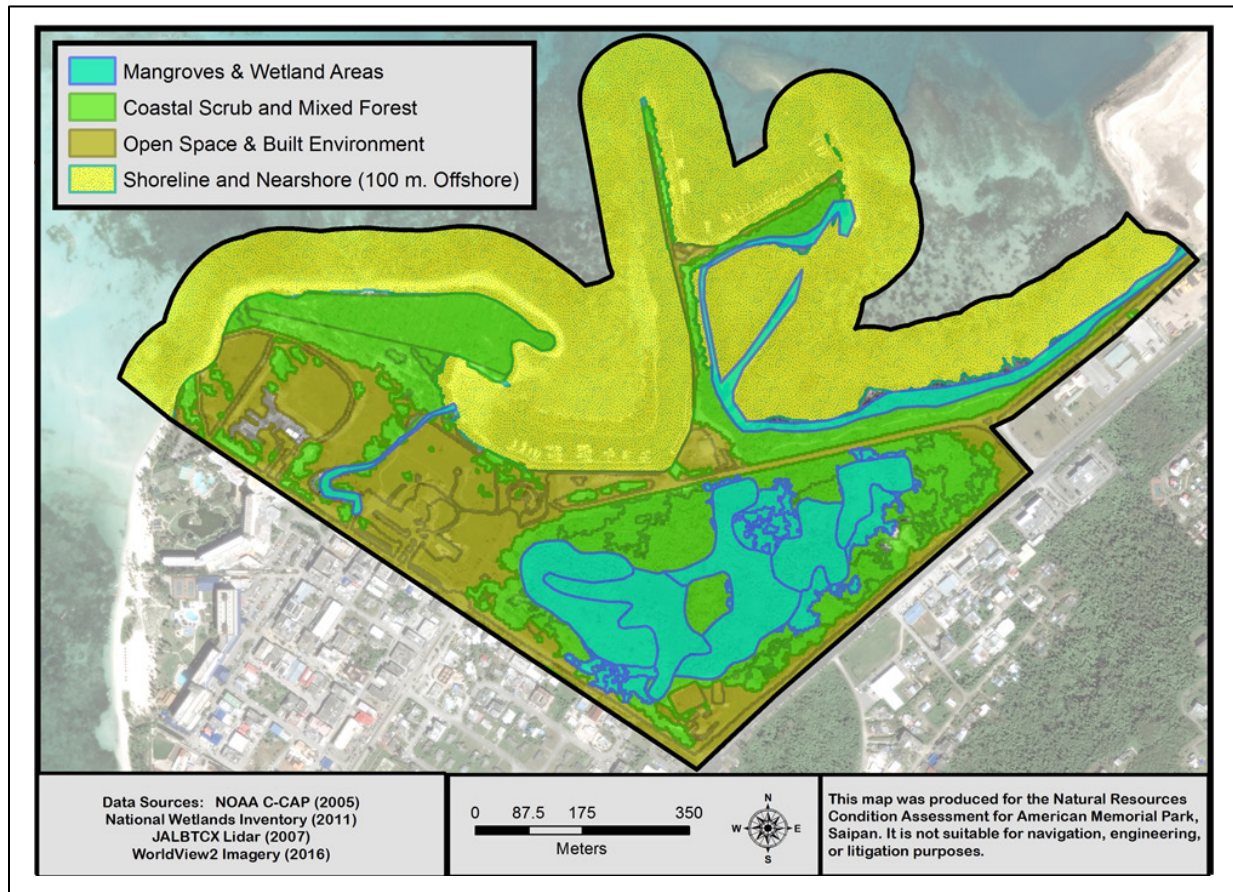 Mangroves & Wetland Areas
Coastal Scrub and Mixed Forest
Open Space & Built Environment
Shoreline and Nearshore (100 m. Offshore)
Data Sources: NOAA C-CAP (2005)
National Wetlands Inventory (2011)
JALBTCX Lidar (2007)
WorldView2 Imagery (2016)
0 87.5 175 350
Meters
N
W E
S
This map was produced for the Natural Resources
Condition Assessment for American Memorial Park,
Saipan. It is not suitable for navigation, engineering,
or litigation purposes.